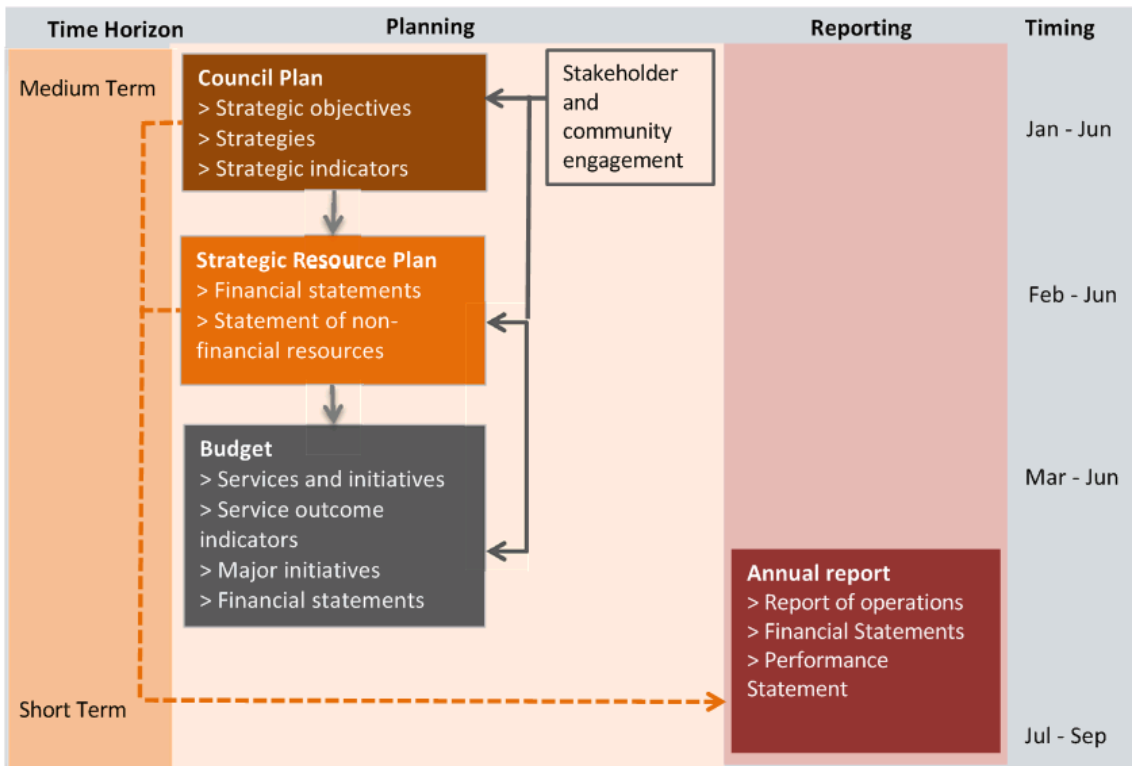 Time Horizon
Planning
Reporting
Timing
Medium Term
Council Plan
> Strategic objectives
> Strategies
> Strategic indicators
Stakeholder
and
community
engagement
Jan - Jun
Strategic Resource Plan
> Financial statements
> Statement of non-
financial resources
Feb - Jun
Budget
> Services and initiatives
> Service outcome
indicators
> Major initiatives
> Financial statements
Mar - Jun
Annual report
> Report of operations
> Financial Statements
> Performance
Statement
Short Term
Jul - Sep